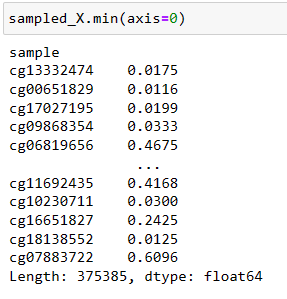 sampled_X.min(axis=0)
sample
cg13332474    0.0175
cg00651829    0.0116
cg17027195    0.0199
cg09868354    0.0333
cg06819656    0.4675
...
cg11692435    0.4168
cg10230711    0.0300
cg16651827    0.2425
cg18138552    0.0125
cg07883722    0.6096
Length: 375385, dtype: float64